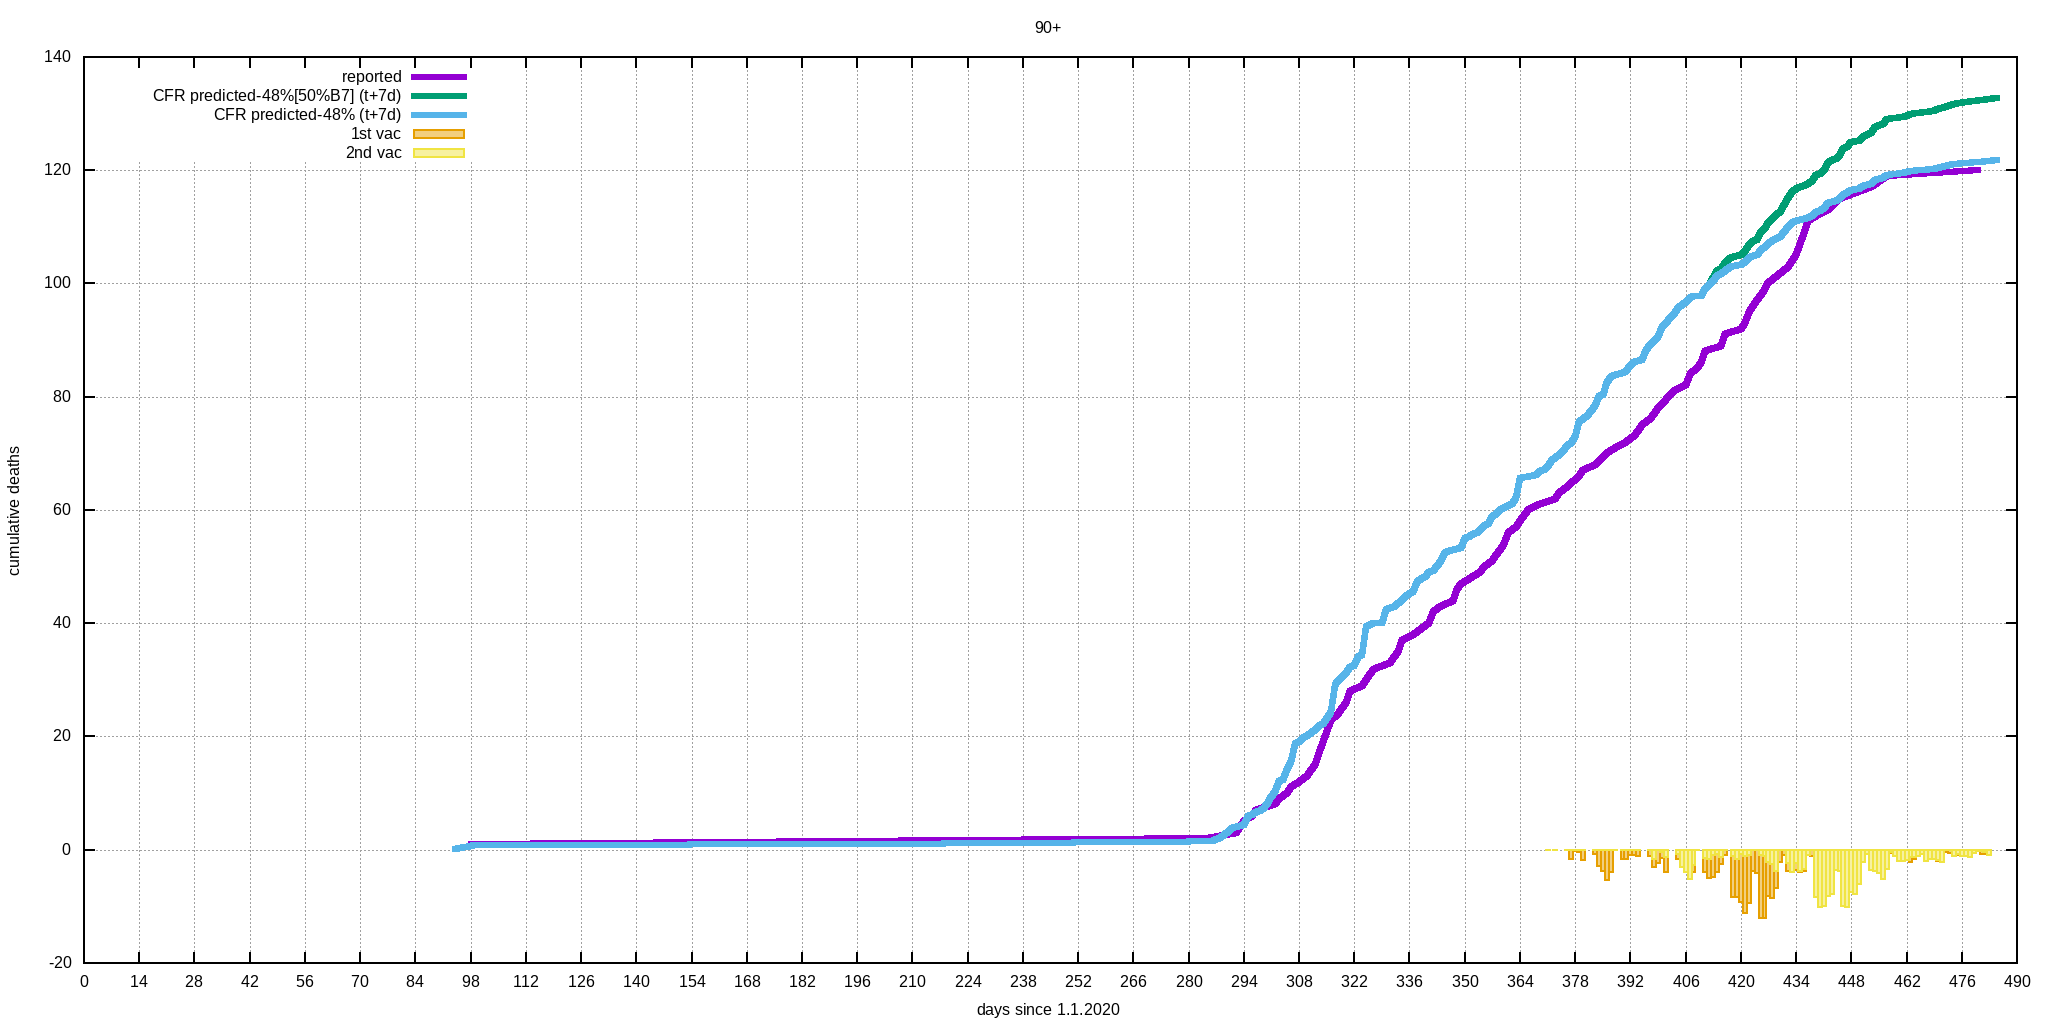 90+
140
120
100
80
60
40
20
0
-20
cumulative deaths
reported
CFR predicted-48%[50%B7] (t+7d)
CFR predicted-48% (t+7d)
1st vac
2nd vac
0 14 28 42 56 70 84 98 112 126 140 154 168 182 196 210 224 238 252 266 280 294 308 322 336 350 364 378 392 406 420 434 448 462 476 490
days since 1.1.2020